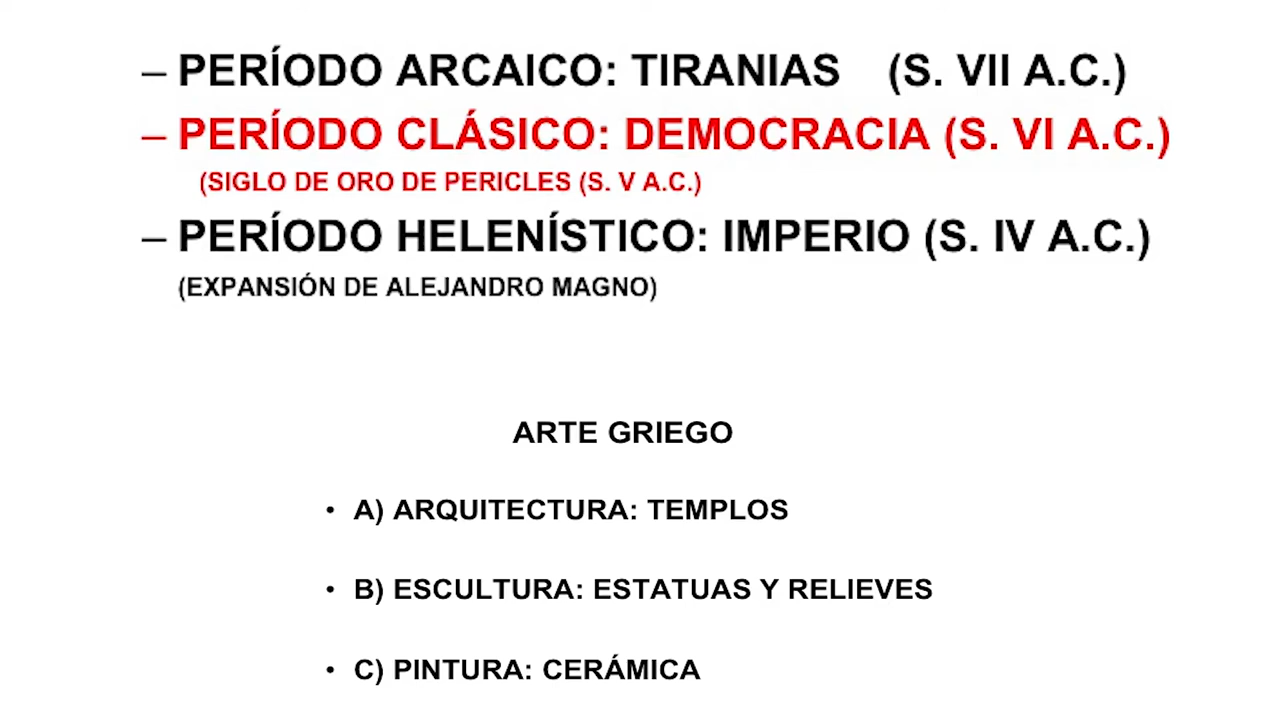 – PERÍODO ARCAICO: TIRANIAS (S. VII A.C.)
– PERÍODO CLÁSICO: DEMOCRACIA (S. VI A.C.)
(SIGLO DE ORO DE PERICLES (S. V A.C.)
– PERÍODO HELENÍSTICO: IMPERIO (S. IV A.C.)
(EXPANSIÓN DE ALEJANDRO MAGNO)
ARTE GRIEGO
• A) ARQUITECTURA: TEMPLOS
• B) ESCULTURA: ESTATUAS Y RELIEVES
• C) PINTURA: CERÁMICA